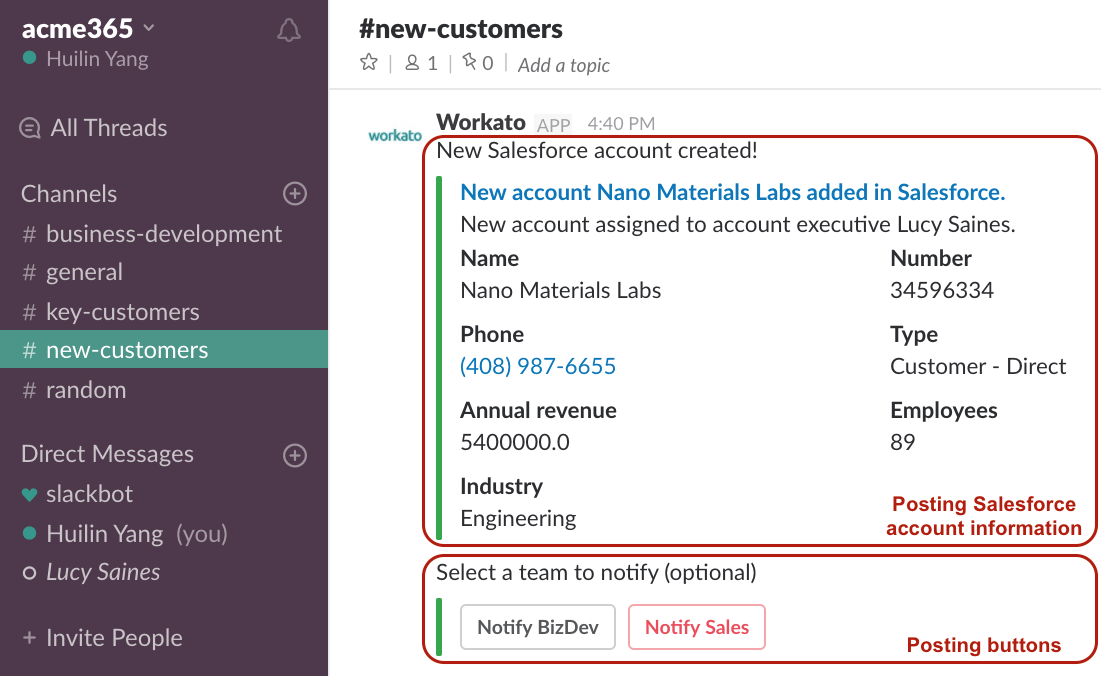 acme365
Huilin Yang
All Threads
Channels
# business-development
# general
# key-customers
# new-customers
# random
Direct Messages
slackbot
Huilin Yang (you)
Lucy Saines
+ Invite People
#new-customers
1 | 0 | Add a topic
workato
Workato APP 4:40 PM
New Salesforce account created!
New account Nano Materials Labs added in Salesforce.
New account assigned to account executive Lucy Saines.
Name Number
Nano Materials Labs 34596334
Phone Type
(408) 987-6655 Customer - Direct
Annual revenue Employees
5400000.0 89
Industry
Engineering
Posting Salesforce
account information
Select a team to notify (optional)
Notify BizDev Notify Sales
Posting buttons